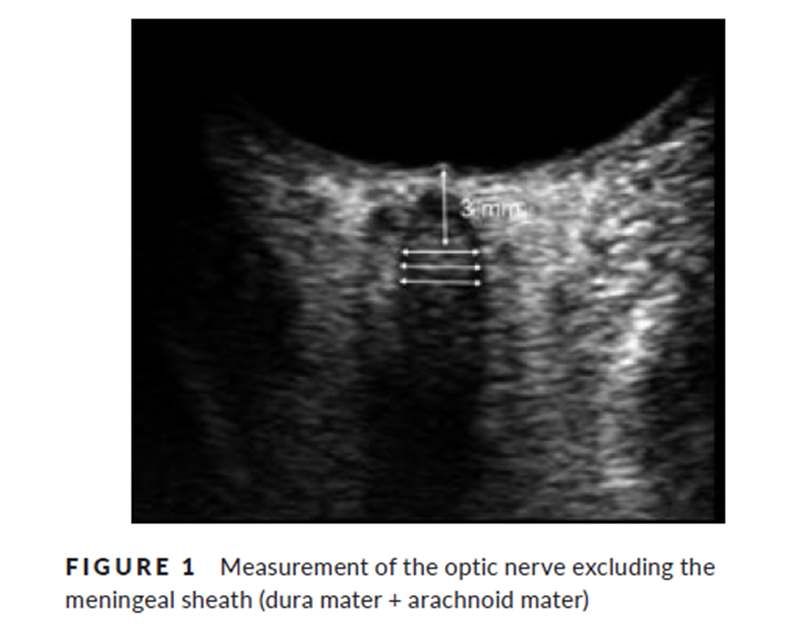 3 mm
FIGURE 1 Measurement of the optic nerve excluding the
meningeal sheath (dura mater + arachnoid mater)